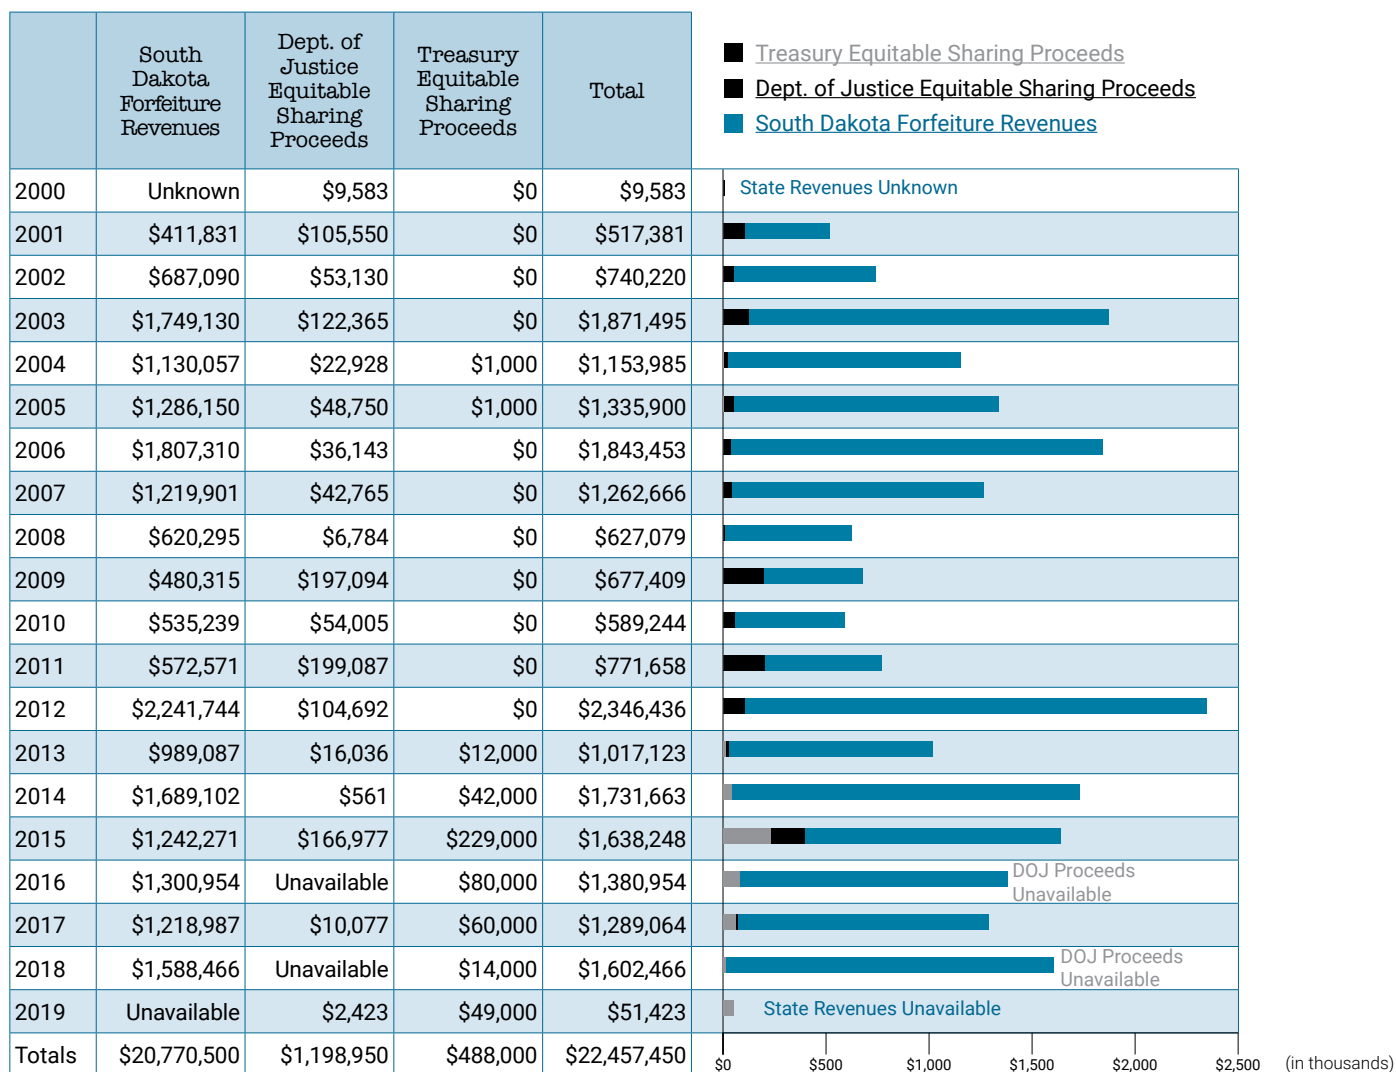 South Dakota Forfeiture Revenues	Dept. of Justice Equitable Sharing Proceeds	Treasury Equitable Sharing Proceeds	Total
Treasury Equitable Sharing Proceeds
Dept. of Justice Equitable Sharing Proceeds
South Dakota Forfeiture Revenues
2000	Unknown	$9,583	$0	$9,583	State Revenues Unknown
2001	$411,831	$105,550	$0	$517,381
2002	$687,090	$53,130	$0	$740,220
2003	$1,749,130	$122,365	$0	$1,871,495
2004	$1,130,057	$22,928	$1,000	$1,153,985
2005	$1,286,150	$48,750	$1,000	$1,335,900
2006	$1,807,310	$36,143	$0	$1,843,453
2007	$1,219,901	$42,765	$0	$1,262,666
2008	$620,295	$6,784	$0	$627,079
2009	$480,315	$197,094	$0	$677,409
2010	$535,239	$54,005	$0	$589,244
2011	$572,571	$199,087	$0	$771,658
2012	$2,241,744	$104,692	$0	$2,346,436
2013	$989,087	$16,036	$12,000	$1,017,123
2014	$1,689,102	$561	$42,000	$1,731,663
2015	$1,242,271	$166,977	$229,000	$1,638,248
2016	$1,300,954	Unavailable	$80,000	$1,380,954	DOJ Proceeds Unavailable
2017	$1,218,987	$10,077	$60,000	$1,289,064
2018	$1,588,466	Unavailable	$14,000	$1,602,466	DOJ Proceeds Unavailable
2019	Unavailable	$2,423	$49,000	$51,423	State Revenues Unavailable
Totals	$20,770,500	$1,198,950	$488,000	$22,457,450
$0	$500	$1,000	$1,500	$2,000	$2,500	(in thousands)